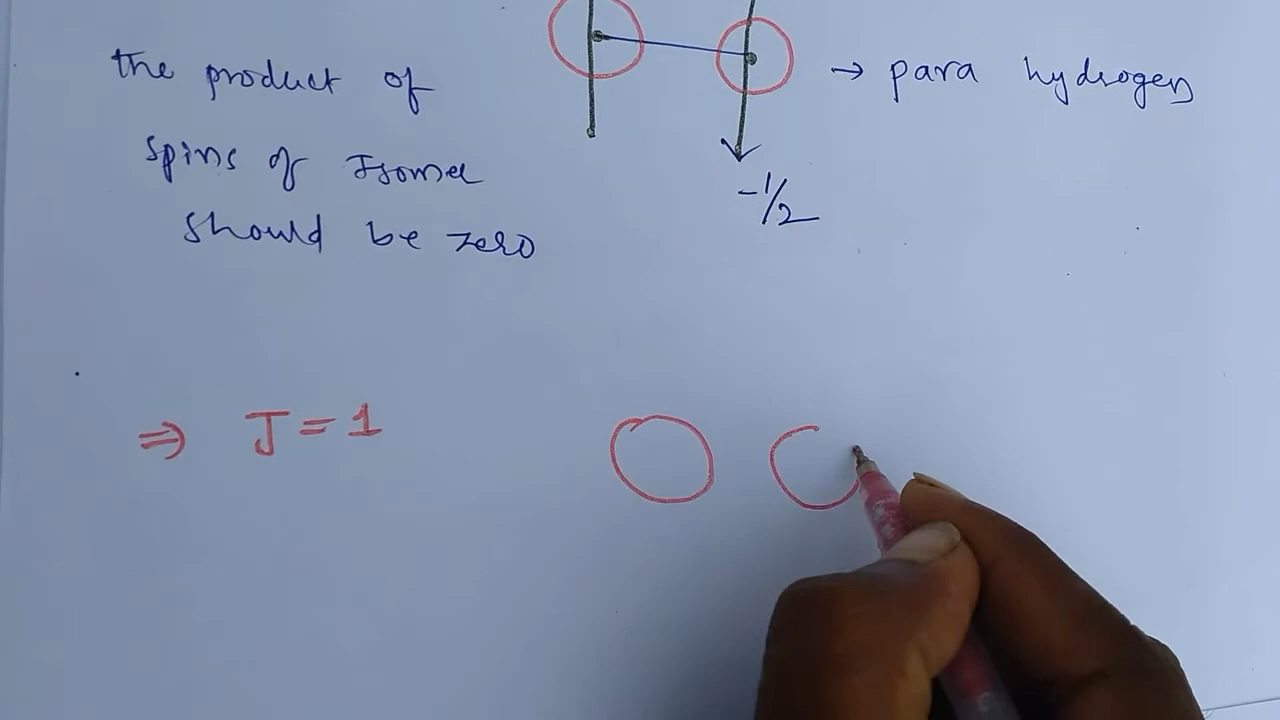 the product of
→ para hydrogen
spins of Isomer
-1/2
should be zero
⇒ J = 1